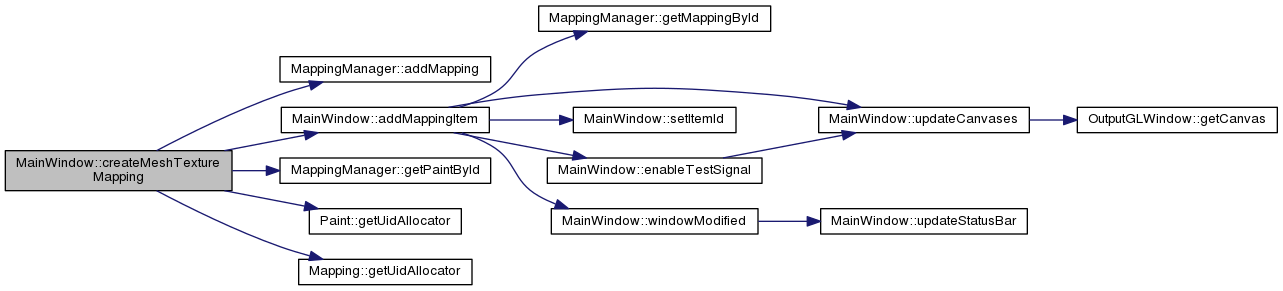 MappingManager::getMappingById
MappingManager::addMapping
MainWindow::addMappingItem
MainWindow::setItemId
MainWindow::updateCanvases
OutputGLWindow::getCanvas
MainWindow::createMeshTexture
Mapping
MappingManager::getPaintById
MainWindow::enableTestSignal
Paint::getUidAllocator
MainWindow::windowModified
MainWindow::updateStatusBar
Mapping::getUidAllocator